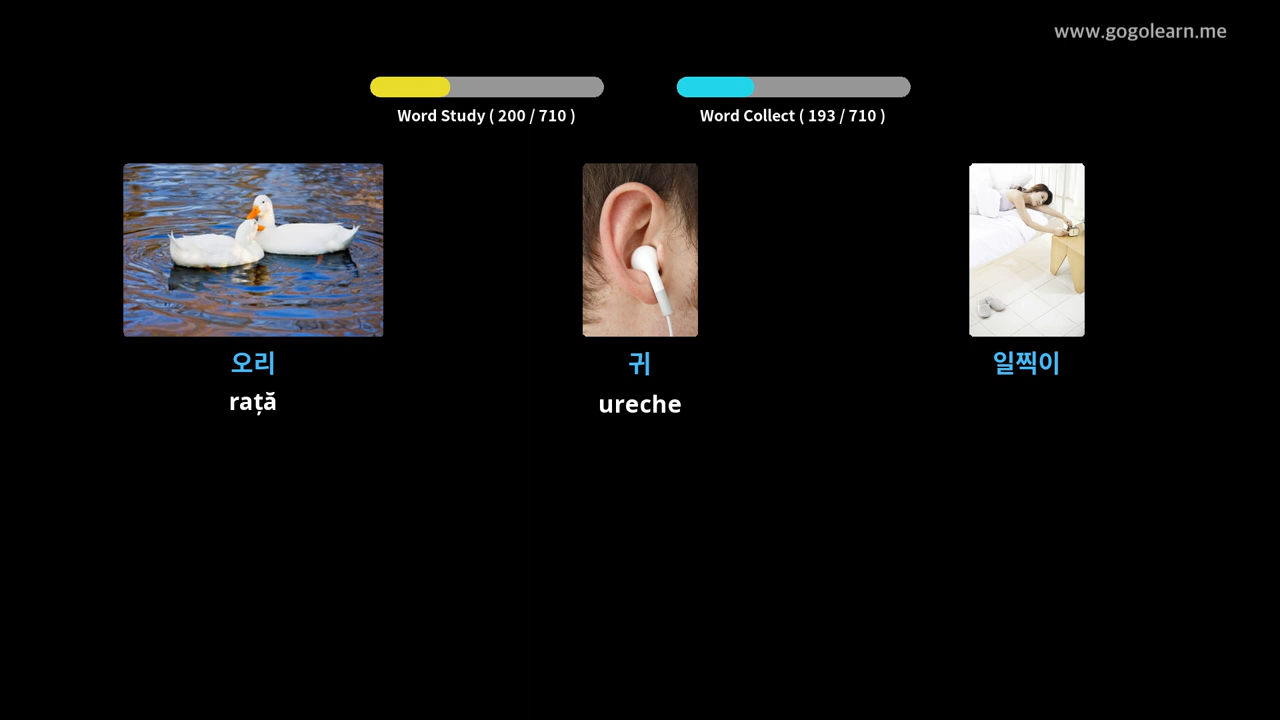 www.gogolearn.me
Word Study ( 200 / 710 )
Word Collect ( 193 / 710 )
오리
귀
일찍이
rață
ureche